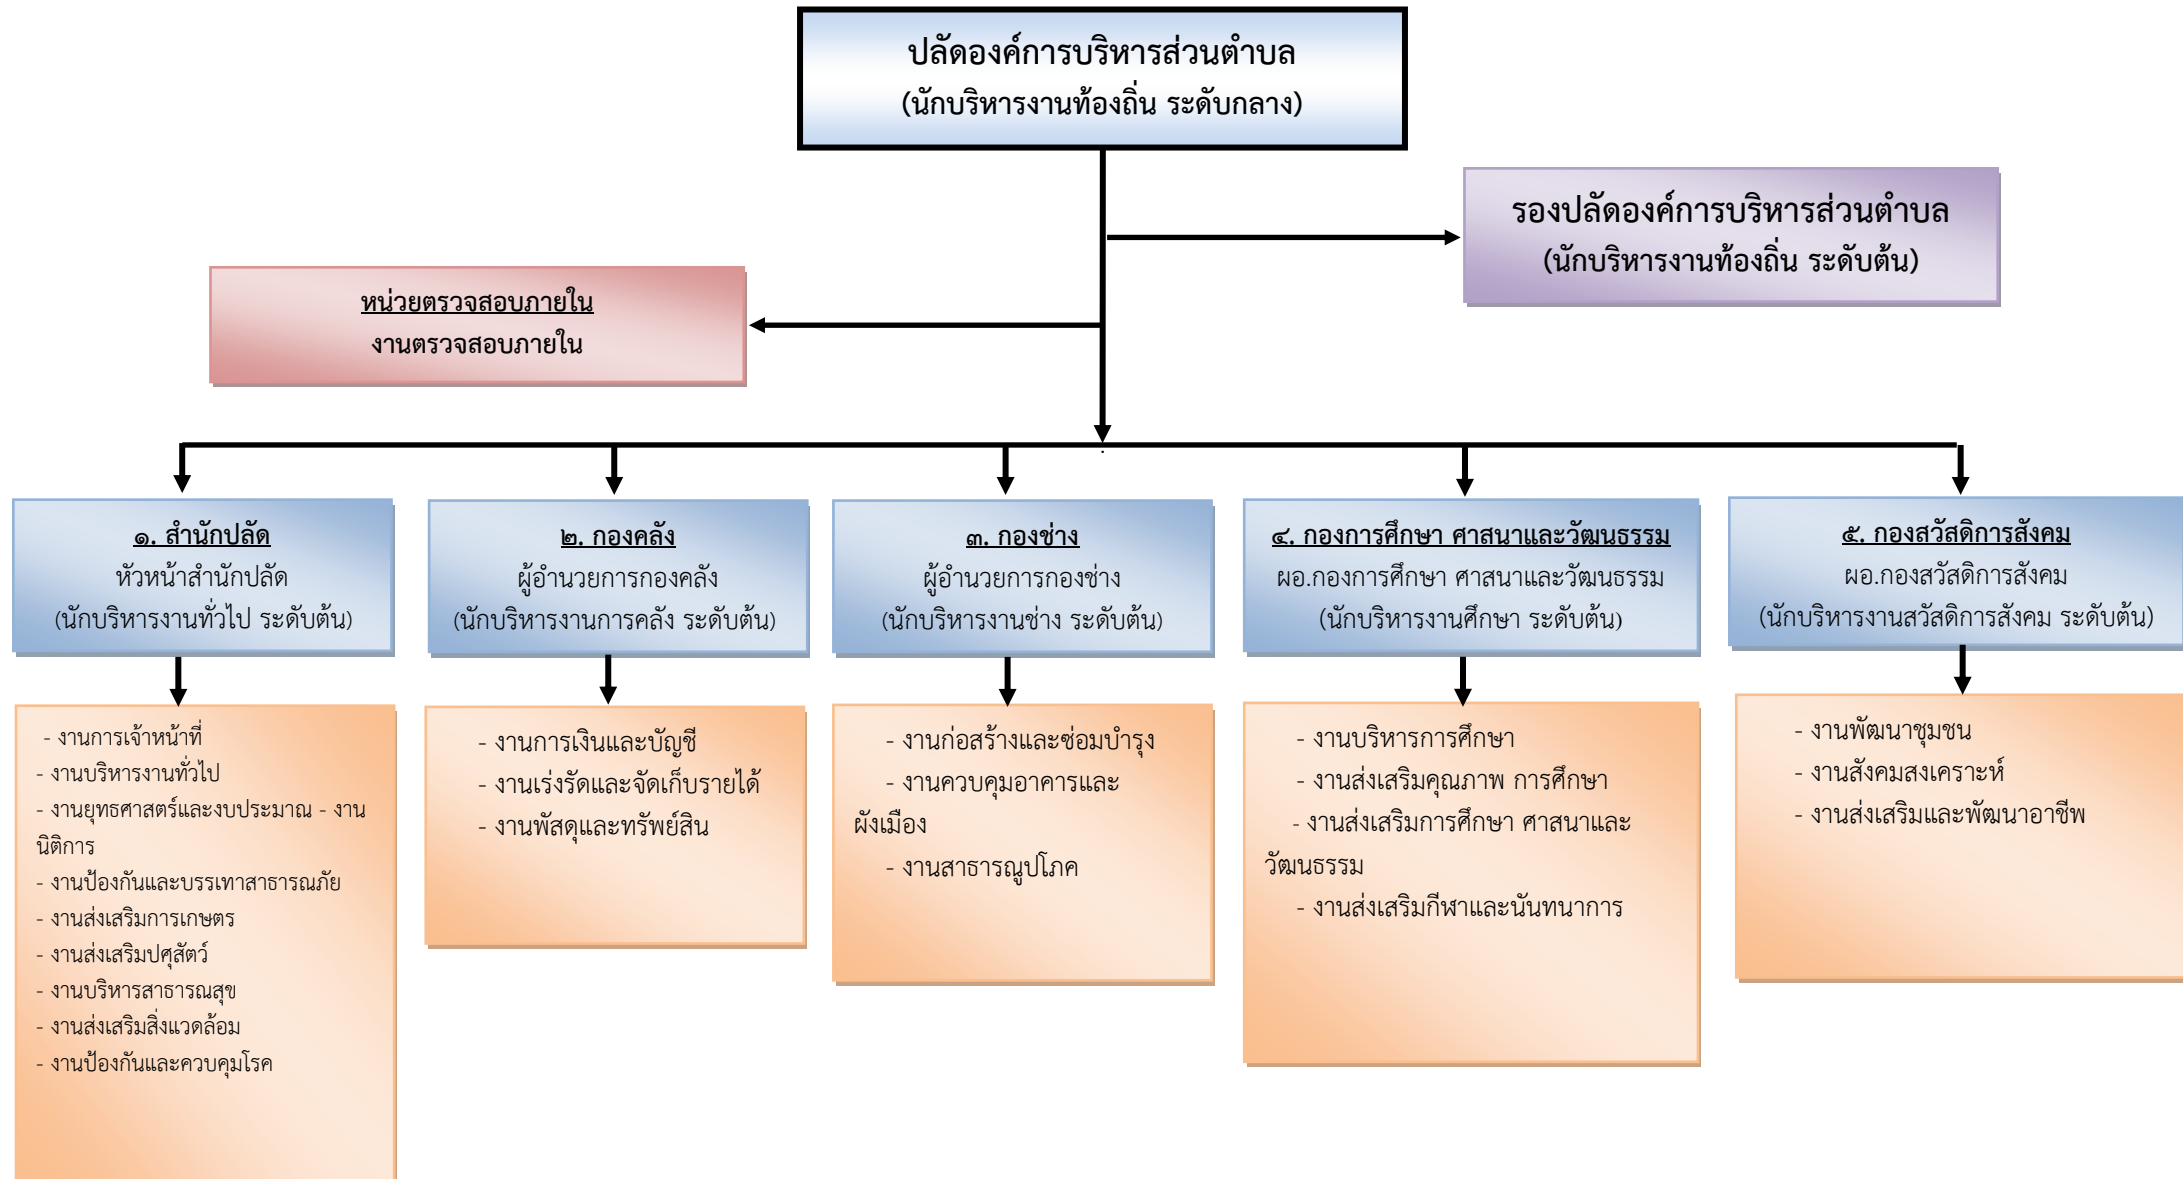 ปลัดองค์การบริหารส่วนตำบล
(นักบริหารงานท้องถิ่น ระดับกลาง)
รองปลัดองค์การบริหารส่วนตำบล
(นักบริหารงานท้องถิ่น ระดับต้น)
หน่วยตรวจสอบภายใน
งานตรวจสอบภายใน
๑. สำนักปลัด
หัวหน้าสำนักปลัด
(นักบริหารงานทั่วไป ระดับต้น)
๒. กองคลัง
ผู้อำนวยการกองคลัง
(นักบริหารงานการคลัง ระดับต้น)
๓. กองช่าง
ผู้อำนวยการกองช่าง
(นักบริหารงานช่าง ระดับต้น)
๔. กองการศึกษา ศาสนาและวัฒนธรรม
ผอ.กองการศึกษา ศาสนาและวัฒนธรรม
(นักบริหารงานศึกษา ระดับต้น)
๕. กองสวัสดิการสังคม
ผอ.กองสวัสดิการสังคม
(นักบริหารงานสวัสดิการสังคม ระดับต้น)
- งานการเจ้าหน้าที่
- งานบริหารงานทั่วไป
- งานยุทธศาสตร์และงบประมาณ - งาน
นิติการ
- งานป้องกันและบรรเทาสาธารณภัย
- งานส่งเสริมการเกษตร
- งานส่งเสริมปศุสัตว์
- งานบริหารสาธารณสุข
- งานส่งเสริมสิ่งแวดล้อม
- งานป้องกันและควบคุมโรค
- งานการเงินและบัญชี
- งานเร่งรัดและจัดเก็บรายได้
- งานพัสดุและทรัพย์สิน
- งานก่อสร้างและซ่อมบำรุง
- งานควบคุมอาคารและ
ผังเมือง
- งานสาธารณูปโภค
- งานบริหารการศึกษา
- งานส่งเสริมคุณภาพ การศึกษา
- งานส่งเสริมการศึกษา ศาสนาและ
วัฒนธรรม
- งานส่งเสริมกีฬาและนันทนาการ
- งานพัฒนาชุมชน
- งานสังคมสงเคราะห์
- งานส่งเสริมและพัฒนาอาชีพ